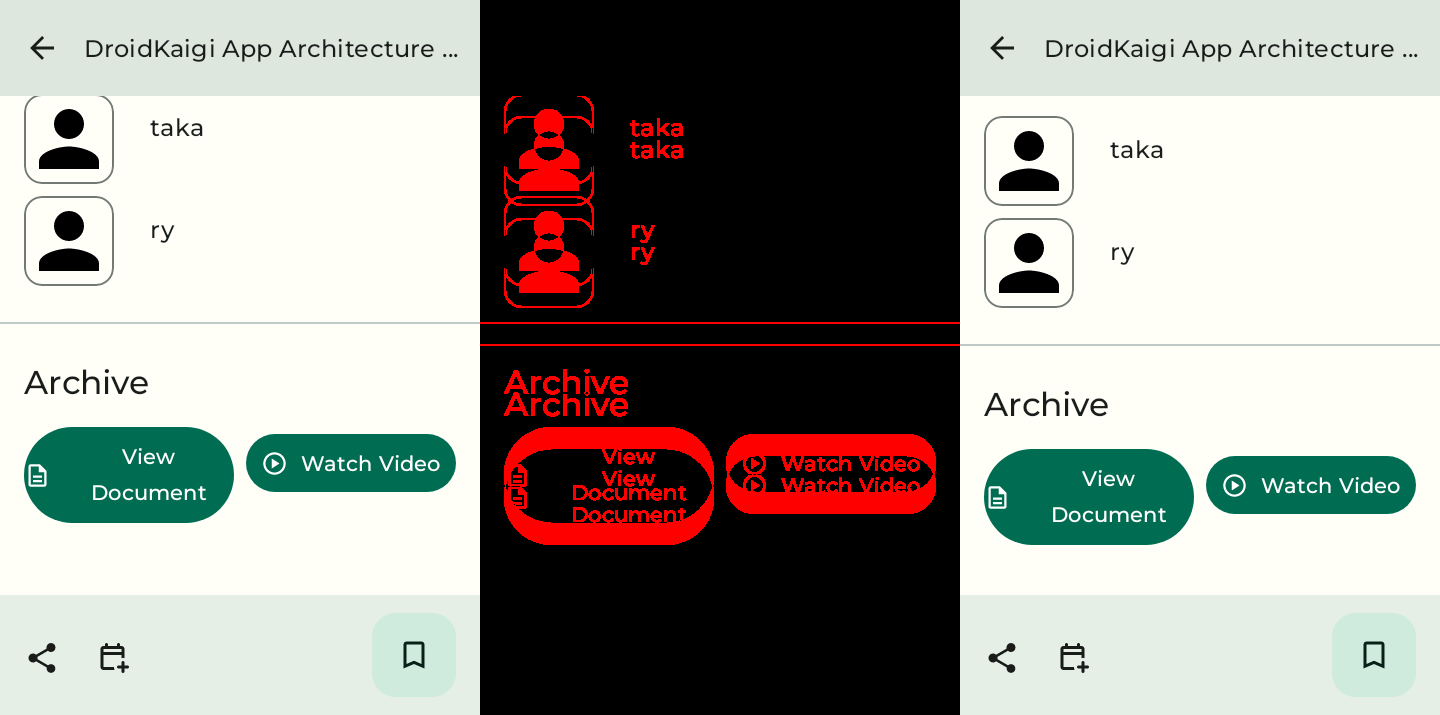 DroidKaigi App Architecture ...
taka
ry
Archive
View
Document
Watch Video
taka
taka
ry
ry
Archive
Archive
View
View
Document
Document
Watch Video
Watch Video
DroidKaigi App Architecture ...
taka
ry
Archive
View
Document
Watch Video